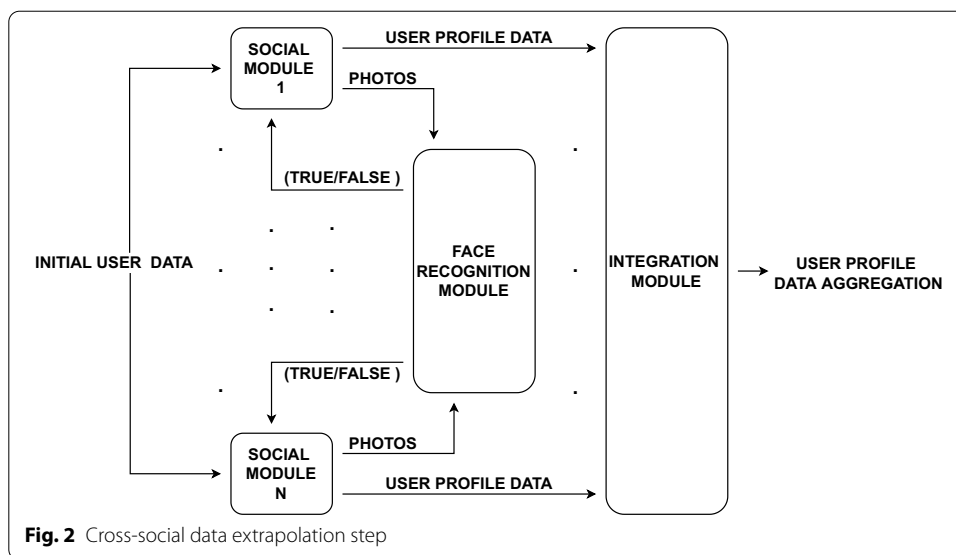 USER PROFILE DATA
SOCIAL
MODULE
1
PHOTOS
(TRUE/FALSE )
INITIAL USER DATA
FACE
RECOGNITION
MODULE
INTEGRATION
MODULE
USER PROFILE
DATA AGGREGATION
(TRUE/FALSE )
SOCIAL
MODULE
N
PHOTOS
USER PROFILE DATA
Fig. 2 Cross-social data extrapolation step